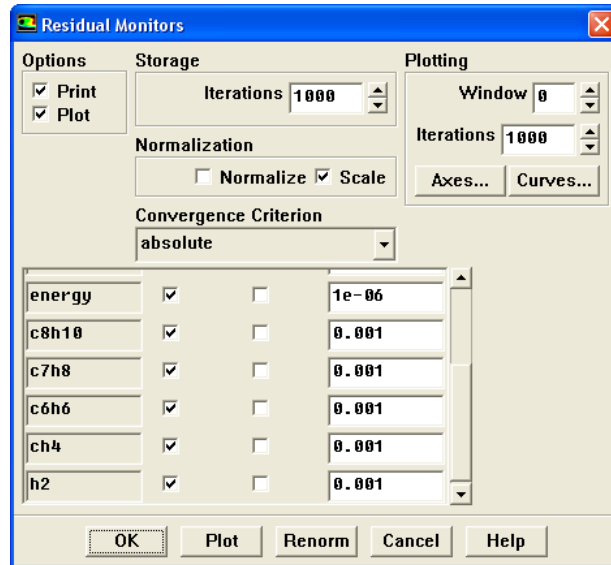 Residual Monitors
Options
Print
Plot
Storage
Iterations 1000
Normalization
Normalize Scale
Convergence Criterion
absolute
Plotting
Window 0
Iterations 1000
Axes... Curves...
energy 1e-06
c8h10 0.001
c7h8 0.001
c6h6 0.001
ch4 0.001
h2 0.001
OK Plot Renorm Cancel Help